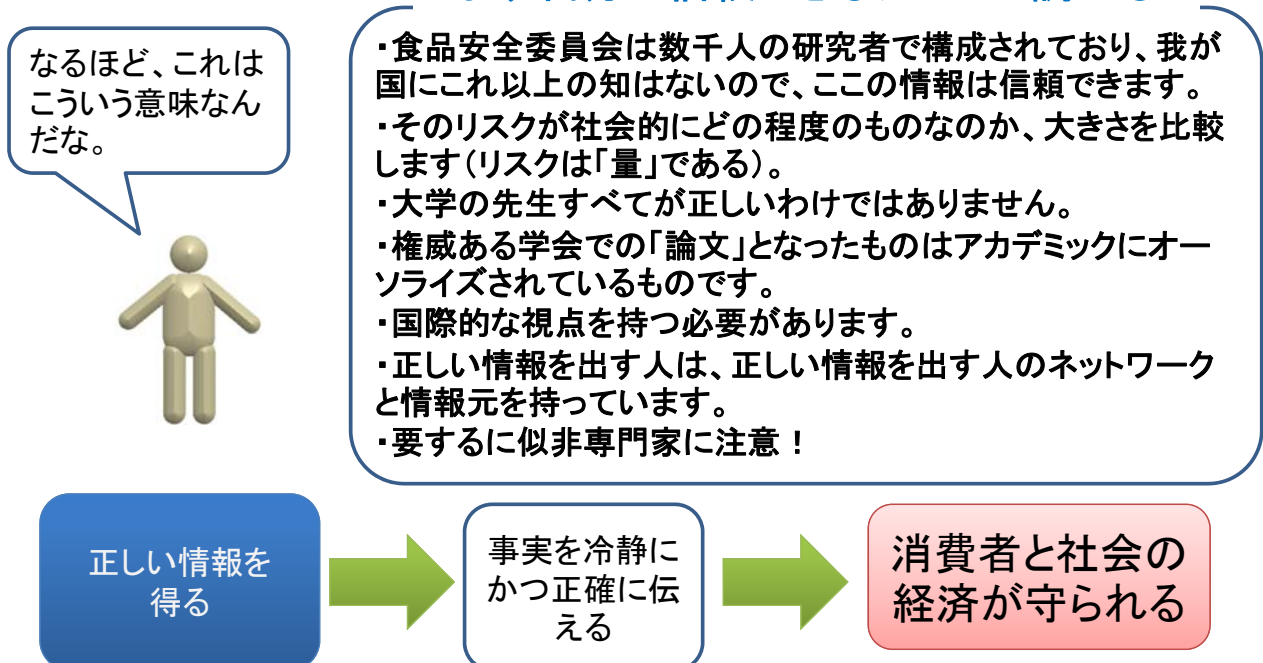 なるほど、これは
こういう意味なん
だな。
・食品安全委員会は数千人の研究者で構成されており、我が
国にこれ以上の知はないので、ここの情報は信頼できます。
・そのリスクが社会的にどの程度のものなのか、大きさを比較
します（リスクは「量」である）。
・大学の先生すべてが正しいわけではありません。
・権威ある学会での「論文」となったものはアカデミックにオー
ソライズされているものです。
・国際的な視点を持つ必要があります。
・正しい情報を出す人は、正しい情報を出す人のネットワーク
と情報元を持っています。
・要するに似非専門家に注意！
正しい情報を
得る
事実を冷静に
かつ正確に伝
える
消費者と社会の
経済が守られる